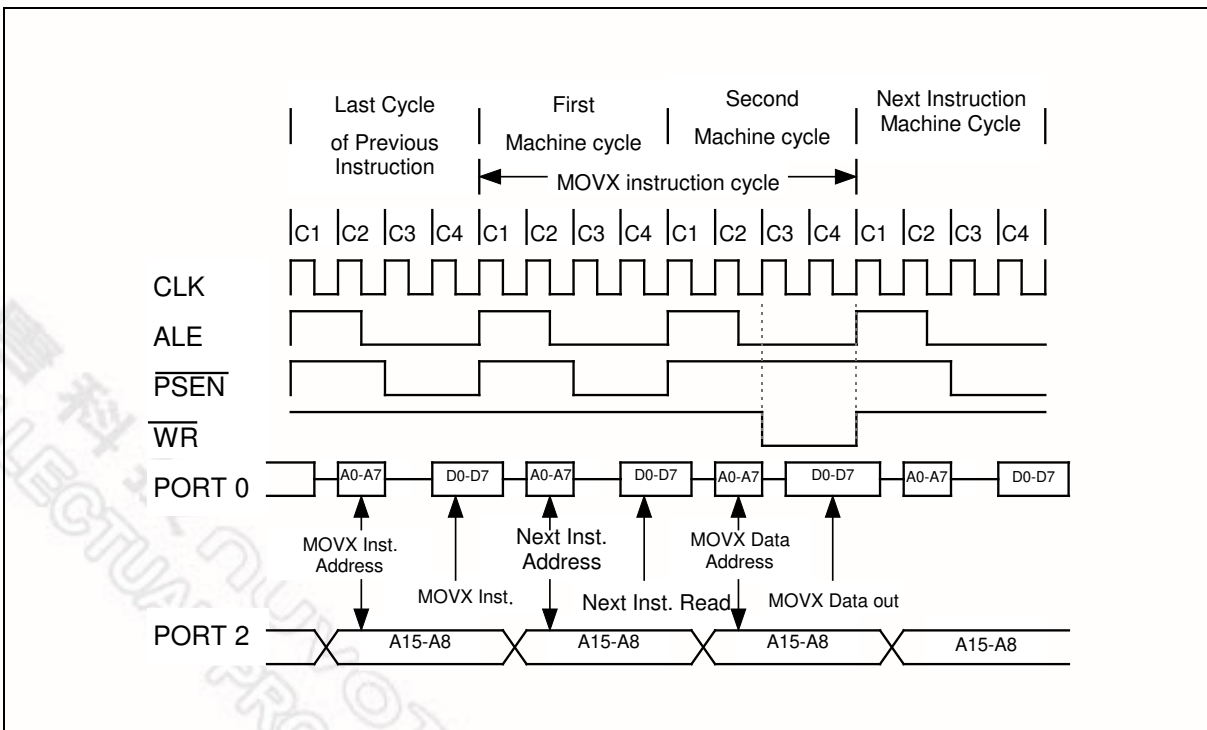 Last Cycle
of Previous
Instruction
First
Machine cycle
Second
Machine cycle
Next Instruction
Machine Cycle
MOVX instruction cycle
C1 C2 C3 C4 C1 C2 C3 C4 C1 C2 C3 C4 C1 C2 C3 C4
CLK
ALE
PSEN
WR
PORT 0
A0-A7 D0-D7 A0-A7 D0-D7 A0-A7 D0-D7 A0-A7 D0-D7
MOVX Inst.
Address
MOVX Inst.
Next Inst.
Address
Next Inst. Read
MOVX Data
Address
MOVX Data out
PORT 2
A15-A8 A15-A8 A15-A8 A15-A8